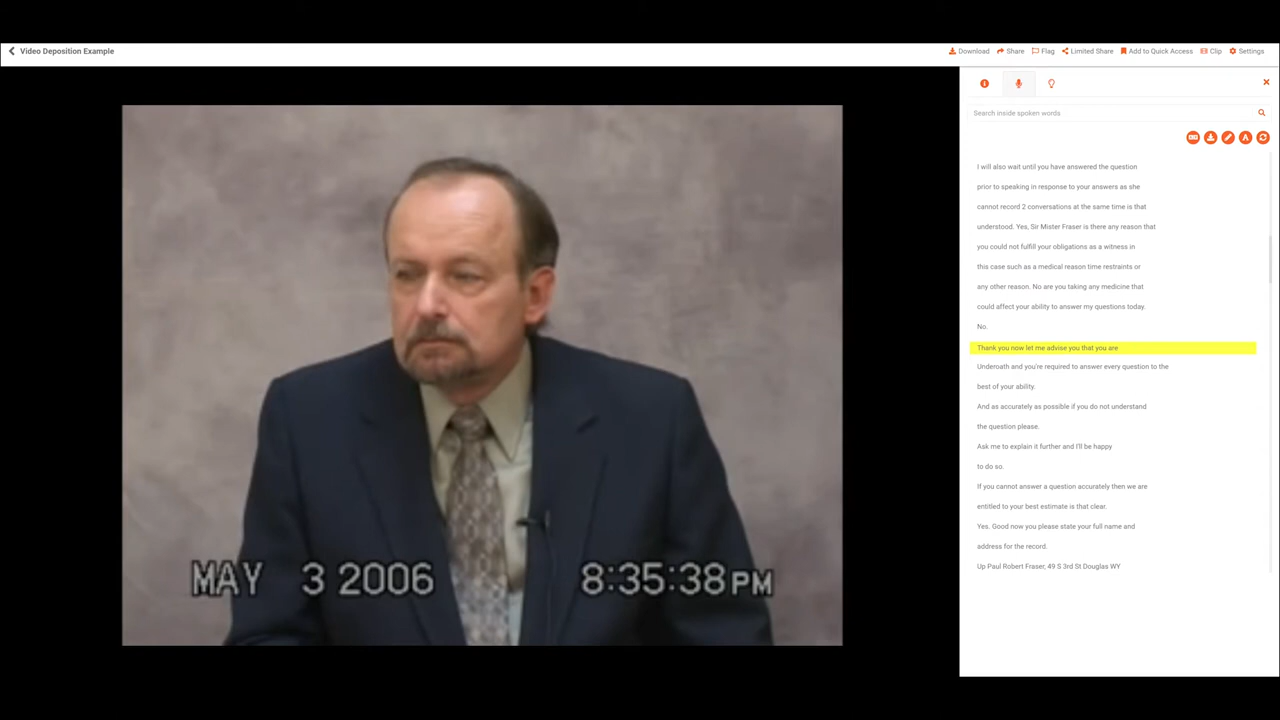 Video Deposition Example
Download Share Flag Limited Share Add to Quick Access Clip Settings
Search inside spoken words
I will also wait until you have answered the question
prior to speaking in response to your answers as she
cannot record 2 conversations at the same time is that
understood. Yes, Sir Mister Fraser is there any reason that
you could not fulfill your obligations as a witness in
this case such as a medical reason time restraints or
any other reason. No are you taking any medicine that
could affect your ability to answer my questions today.
No.
Thank you now let me advise you that you are
Underoath and you're required to answer every question to the
best of your ability.
And as accurately as possible if you do not understand
the question please.
Ask me to explain it further and I'll be happy
to do so.
If you cannot answer a question accurately then we are
entitled to your best estimate is that clear.
Yes. Good now you please state your full name and
address for the record.
Up Paul Robert Fraser, 49 S 3rd St Douglas WY
MAY 3 2006 8:35:38PM